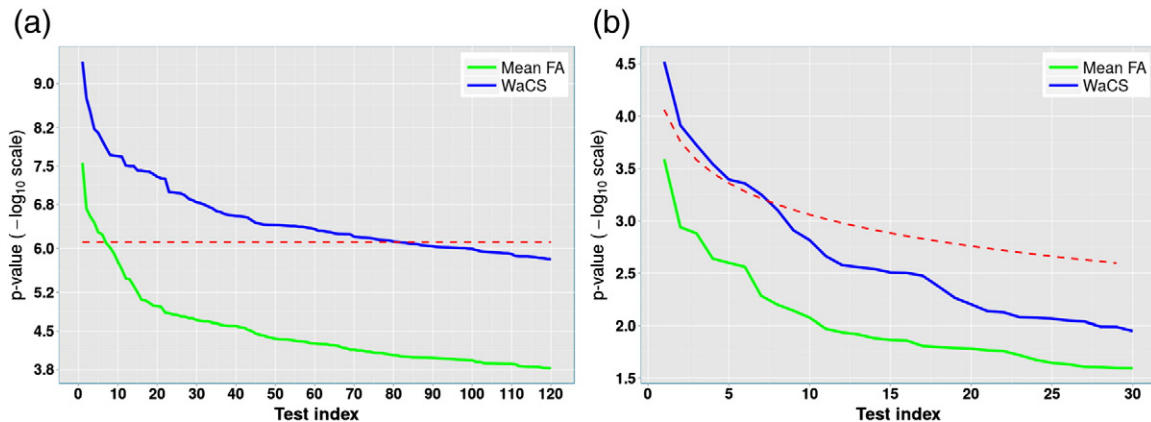 (a)
(b)
Mean FA
WaCS
9.0
8.2
7.5
6.8
6.0
5.2
4.5
3.8
p-value ( −log10 scale)
0 10 20 30 40 50 60 70 80 90 100 110 120
Test index
Mean FA
WaCS
4.5
4.0
3.5
3.0
2.5
2.0
1.5
p-value ( −log10 scale)
0 5 10 15 20 25 30
Test index